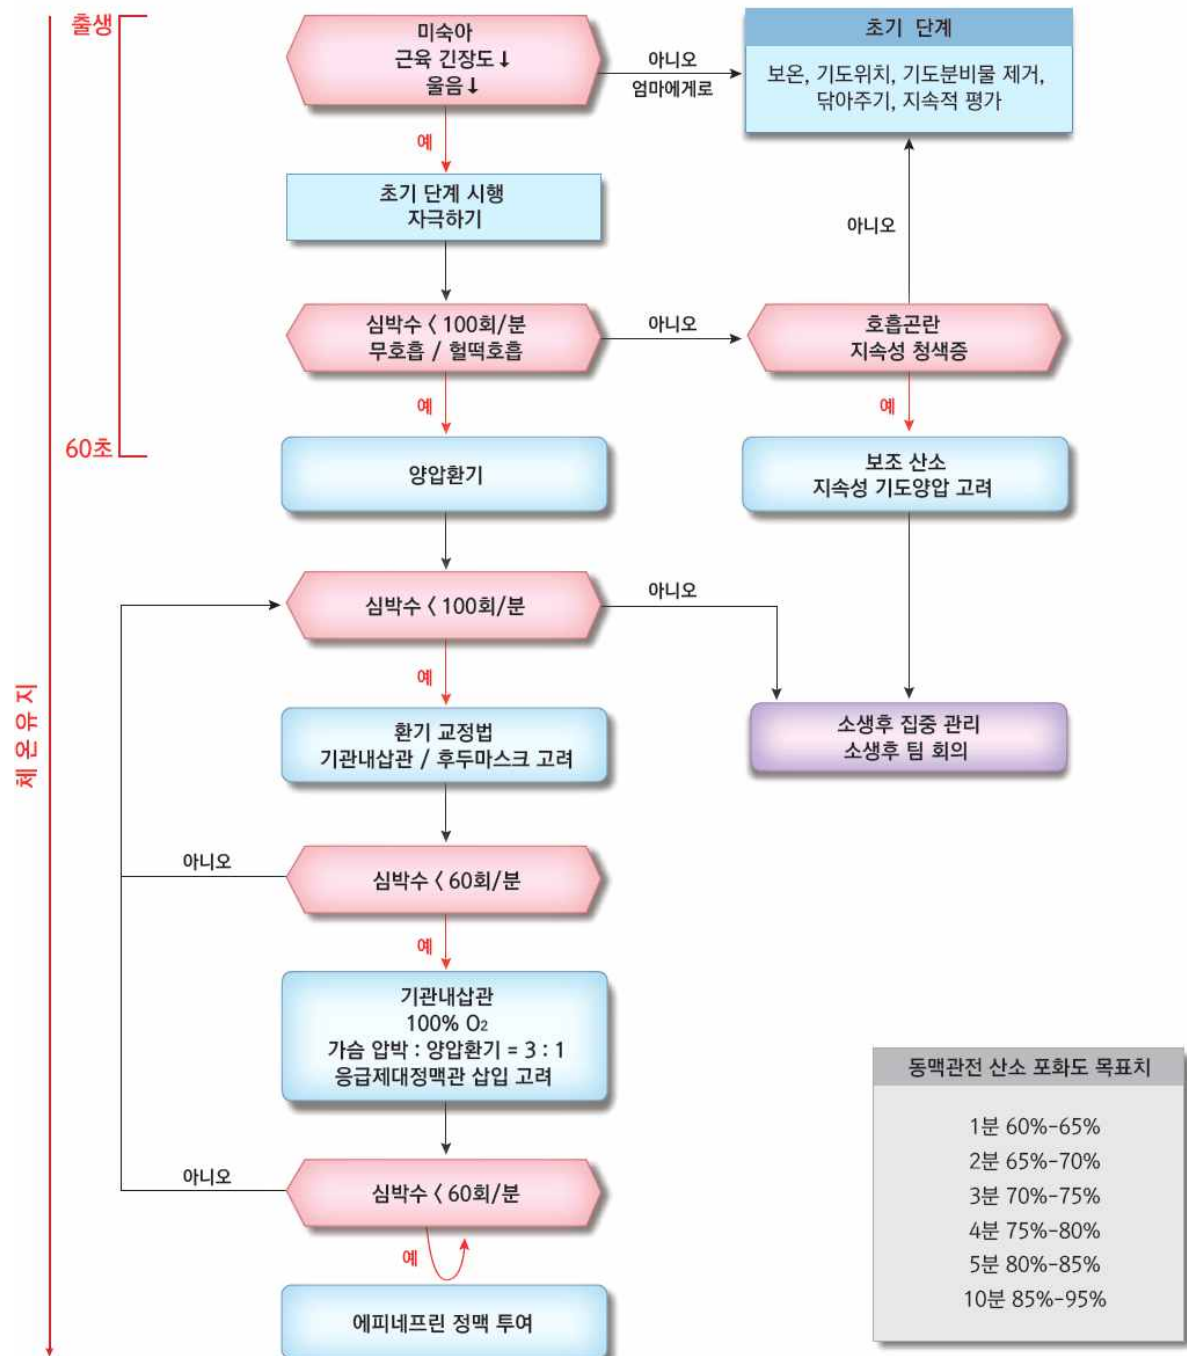 출생
미숙아
근육 긴장도↓
울음↓
아니오
엄마에게로
초기 단계
보온, 기도위치, 기도분비물 제거,
닦아주기, 지속적 평가
예
초기 단계 시행
자극하기
아니오
심박수 < 100회/분
무호흡 / 헐떡호흡
아니오
호흡곤란
지속성 청색증
예
예
60초
양압환기
보조 산소
지속성 기도양압 고려
심박수 < 100회/분
아니오
예
체온유지
환기 교정법
기관내삽관 / 후두마스크 고려
소생후 집중 관리
소생후 팀 회의
아니오
심박수 < 60회/분
예
기관내삽관
100% O₂
가슴 압박 : 양압환기 = 3 : 1
응급제대정맥관 삽입 고려
아니오
심박수 < 60회/분
예
에피네프린 정맥 투여
동맥관전 산소 포화도 목표치
1분 60%-65%
2분 65%-70%
3분 70%-75%
4분 75%-80%
5분 80%-85%
10분 85%-95%